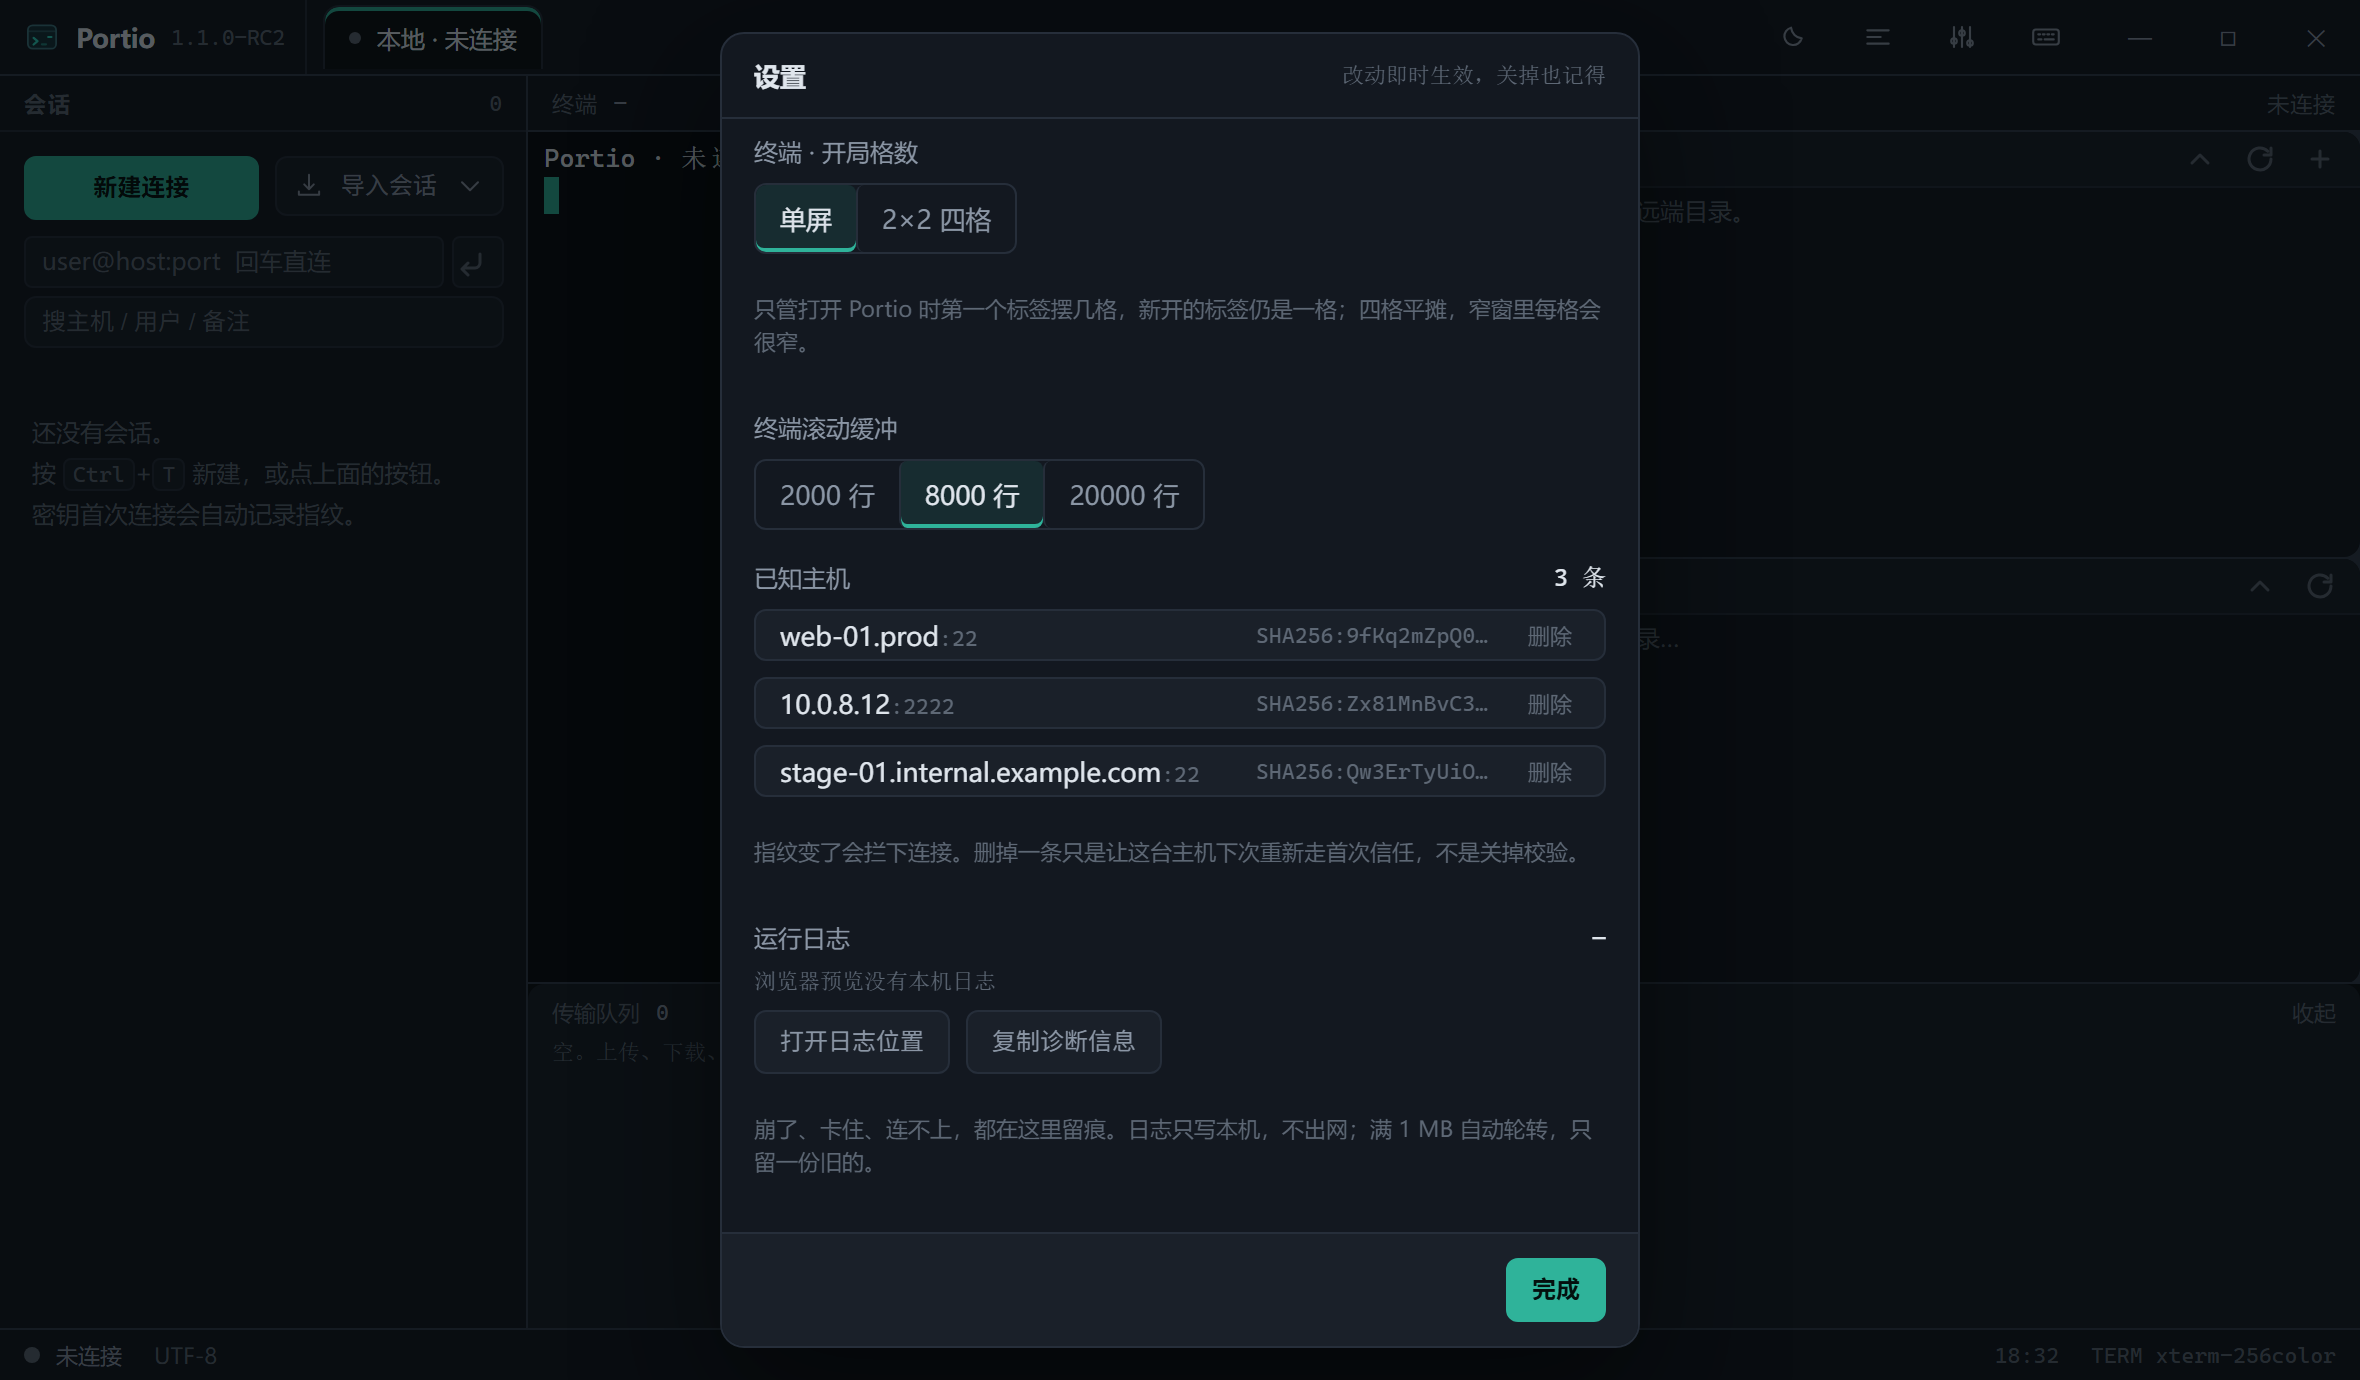 Portio 1.1.0-RC2
本地 · 未连接
会话 0
终端 —
未连接
新建连接
导入会话
user@host:port 回车直连
搜主机 / 用户 / 备注
还没有会话。
按 Ctrl + T 新建，或点上面的按钮。
密钥首次连接会自动记录指纹。
Portio · 未
远端目录。
录…
传输队列 0
收起
空。上传、下载、
设置
改动即时生效，关掉也记得
终端 · 开局格数
单屏
2×2 四格
只管打开 Portio 时第一个标签摆几格，新开的标签仍是一格；四格平摊，窄窗里每格会
很窄。
终端滚动缓冲
2000 行
8000 行
20000 行
已知主机
3 条
web-01.prod:22 SHA256:9fKq2mZpQ0… 删除
10.0.8.12:2222 SHA256:Zx81MnBvC3… 删除
stage-01.internal.example.com:22 SHA256:Qw3ErTyUiO… 删除
指纹变了会拦下连接。删掉一条只是让这台主机下次重新走首次信任，不是关掉校验。
运行日志 —
浏览器预览没有本机日志
打开日志位置
复制诊断信息
崩了、卡住、连不上，都在这里留痕。日志只写本机，不出网；满 1 MB 自动轮转，只
留一份旧的。
完成
未连接 UTF-8
18:32 TERM xterm-256color